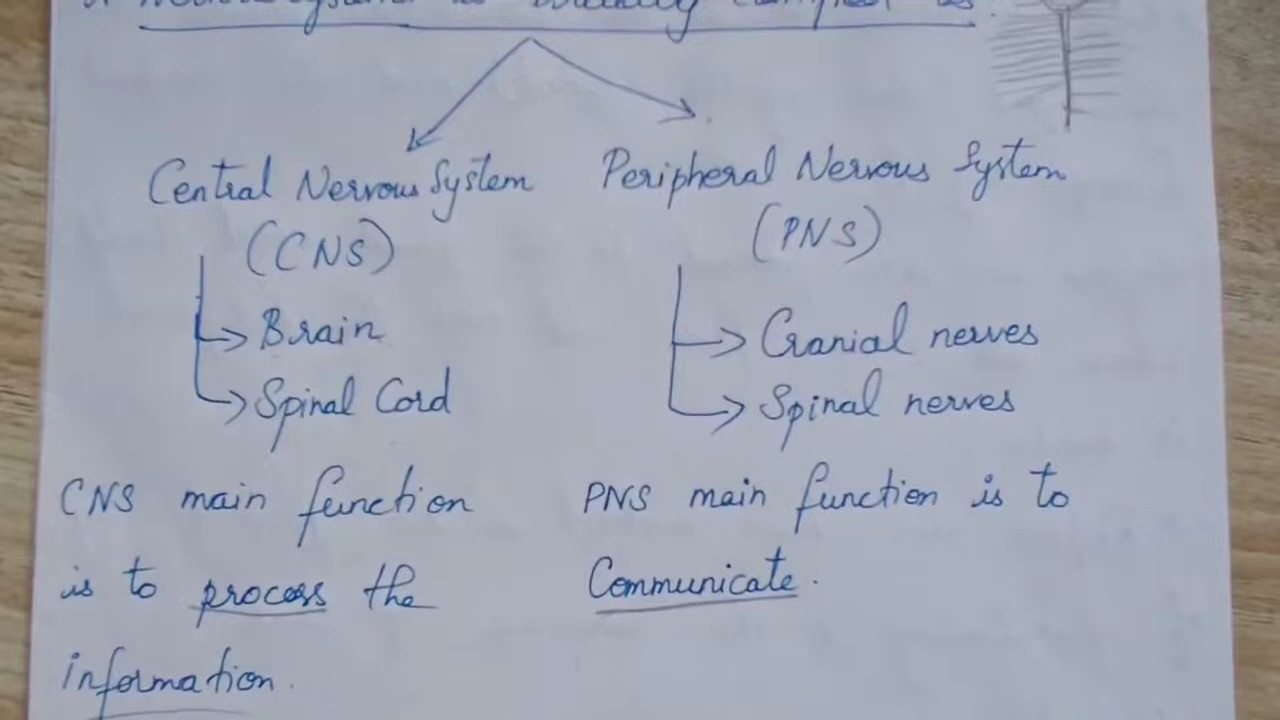 Central Nervous System
Peripheral Nervous System
(CNS)
(PNS)
Brain
Cranial nerves
Spinal Cord
Spinal nerves
CNS main function
is to process the
information.
PNS main function is to
Communicate.